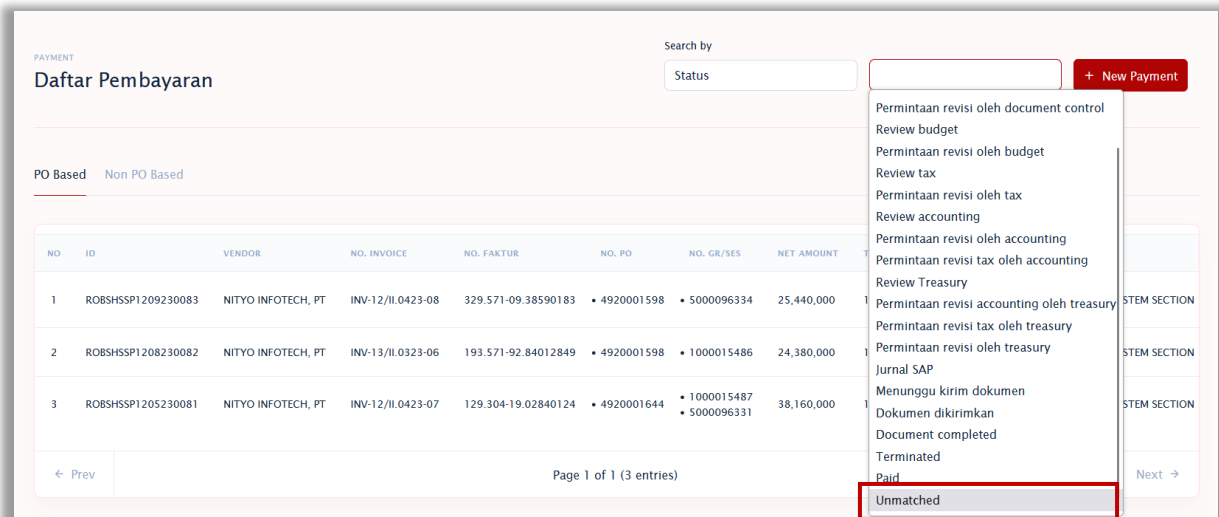 Search by
PAYMENT
Daftar Pembayaran
Status
+ New Payment
Permintaan revisi oleh document control
Review budget
Permintaan revisi oleh budget
Review tax
Permintaan revisi oleh tax
Review accounting
Permintaan revisi oleh accounting
Permintaan revisi tax oleh accounting
Review Treasury
Permintaan revisi accounting oleh treasury
Permintaan revisi tax oleh treasury
Permintaan revisi oleh treasury
Jurnal SAP
Menunggu kirim dokumen
Dokumen dikirimkan
Document completed
Terminated
Paid
Unmatched
PO Based Non PO Based
NO ID VENDOR NO. INVOICE NO. FAKTUR NO. PO NO. GR/SES NET AMOUNT
1 ROBSHSSP1209230083 NITYO INFOTECH, PT INV-12/II.0423-08 329.571-09.38590183 • 4920001598 • 5000096334 25,440,000 STEM SECTION
2 ROBSHSSP1208230082 NITYO INFOTECH, PT INV-13/II.0323-06 193.571-92.84012849 • 4920001598 • 1000015486 24,380,000 STEM SECTION
3 ROBSHSSP1205230081 NITYO INFOTECH, PT INV-12/II.0423-07 129.304-19.02840124 • 4920001644 • 1000015487 38,160,000 STEM SECTION
• 5000096331
← Prev Page 1 of 1 (3 entries) Next →